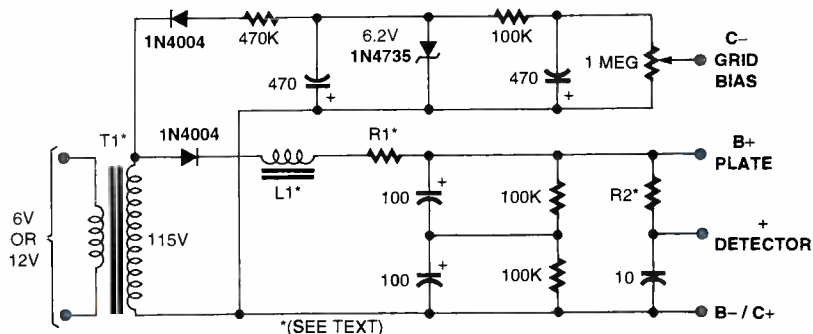 1N4004
470K
6.2V
1N4735
100K
470
+
470
+
1 MEG
C–
GRID
BIAS
T1*
1N4004
L1*
R1*
B+
PLATE
6V
OR
12V
115V
100
+
100K
R2*
+
DETECTOR
100
+
100K
10
B– / C+
*(SEE TEXT)